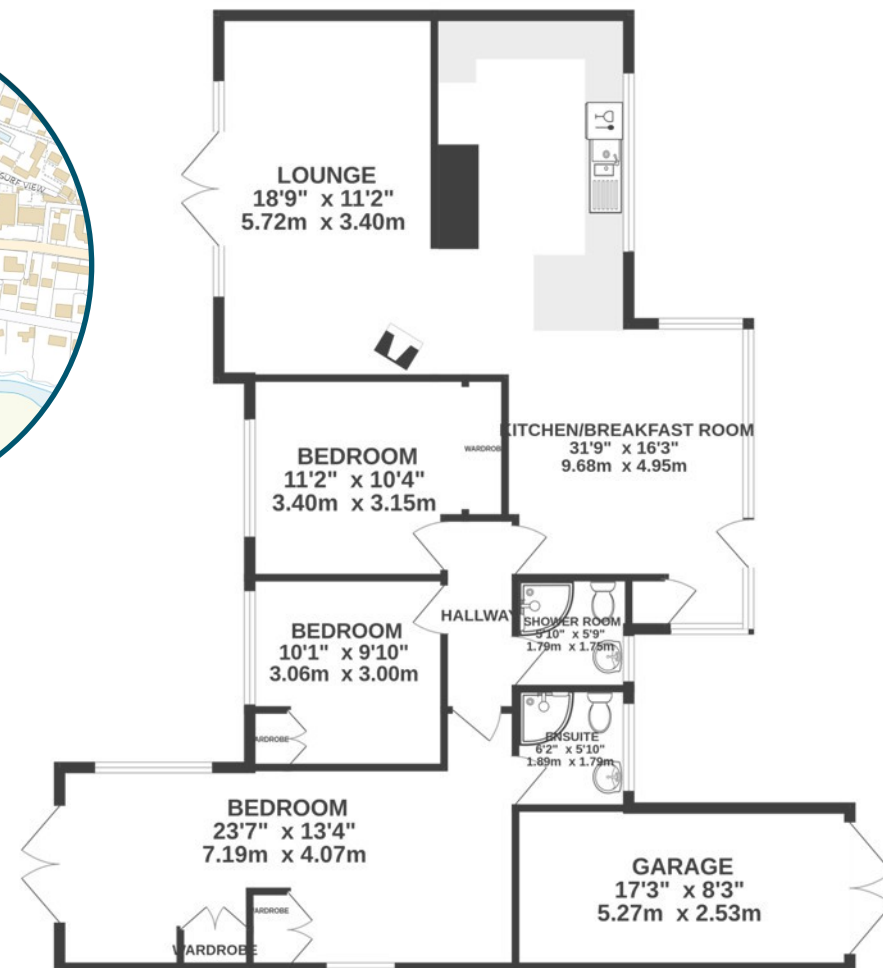 SURF VIEW
LOUNGE
18'9" x 11'2"
5.72m x 3.40m
KITCHEN/BREAKFAST ROOM
31'9" x 16'3"
9.68m x 4.95m
BEDROOM
11'2" x 10'4"
3.40m x 3.15m
WARDROBE
HALLWAY
SHOWER ROOM
5'10" x 5'9"
1.79m x 1.75m
BEDROOM
10'1" x 9'10"
3.06m x 3.00m
WARDROBE
ENSUITE
6'2" x 5'10"
1.89m x 1.79m
BEDROOM
23'7" x 13'4"
7.19m x 4.07m
GARAGE
17'3" x 8'3"
5.27m x 2.53m
WARDROBE
WARDROBE